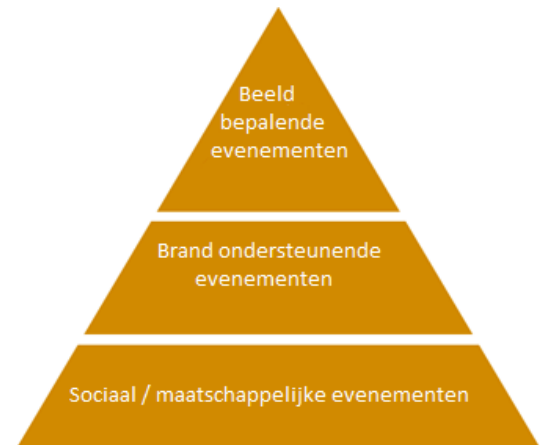 Beeld
bepalende
evenementen
Brand ondersteunende
evenementen
Sociaal / maatschappelijke evenementen